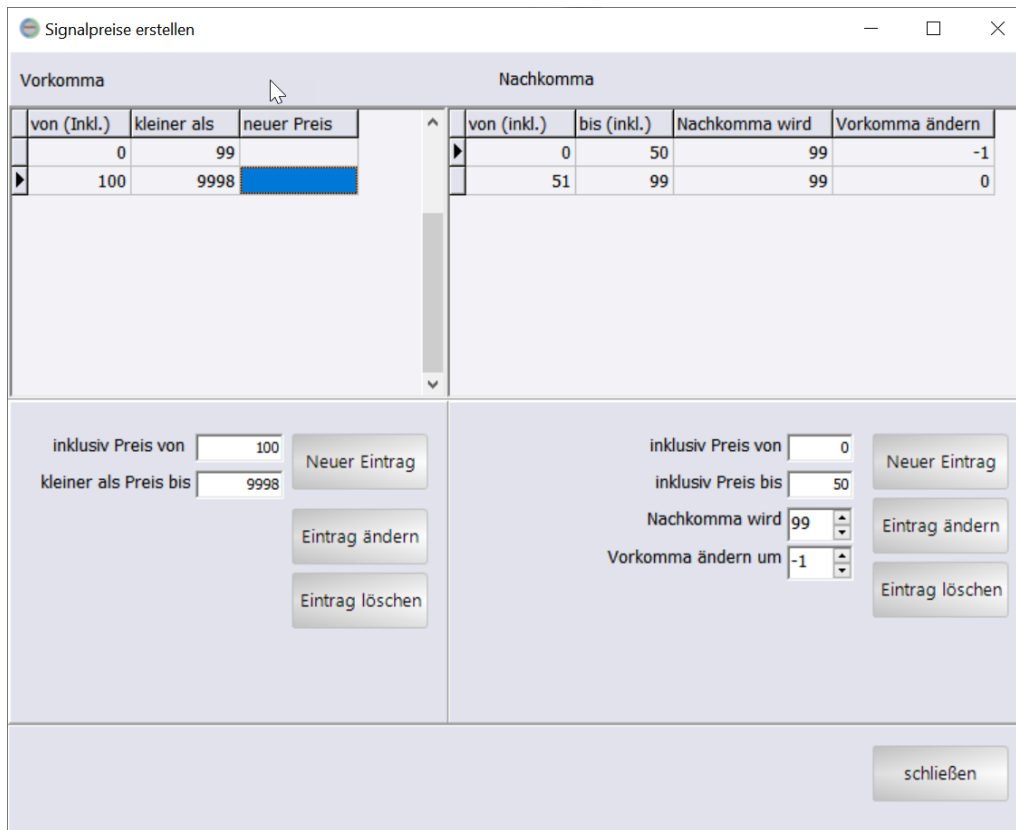 Signalpreise erstellen
Vorkomma
Nachkomma
von (Inkl.) kleiner als neuer Preis
0 99
100 9998
von (inkl.) bis (inkl.) Nachkomma wird Vorkomma ändern
0 50 99 -1
51 99 99 0
inklusiv Preis von 100
kleiner als Preis bis 9998
Neuer Eintrag
Eintrag ändern
Eintrag löschen
inklusiv Preis von 0
inklusiv Preis bis 50
Nachkomma wird 99
Vorkomma ändern um -1
Neuer Eintrag
Eintrag ändern
Eintrag löschen
schließen